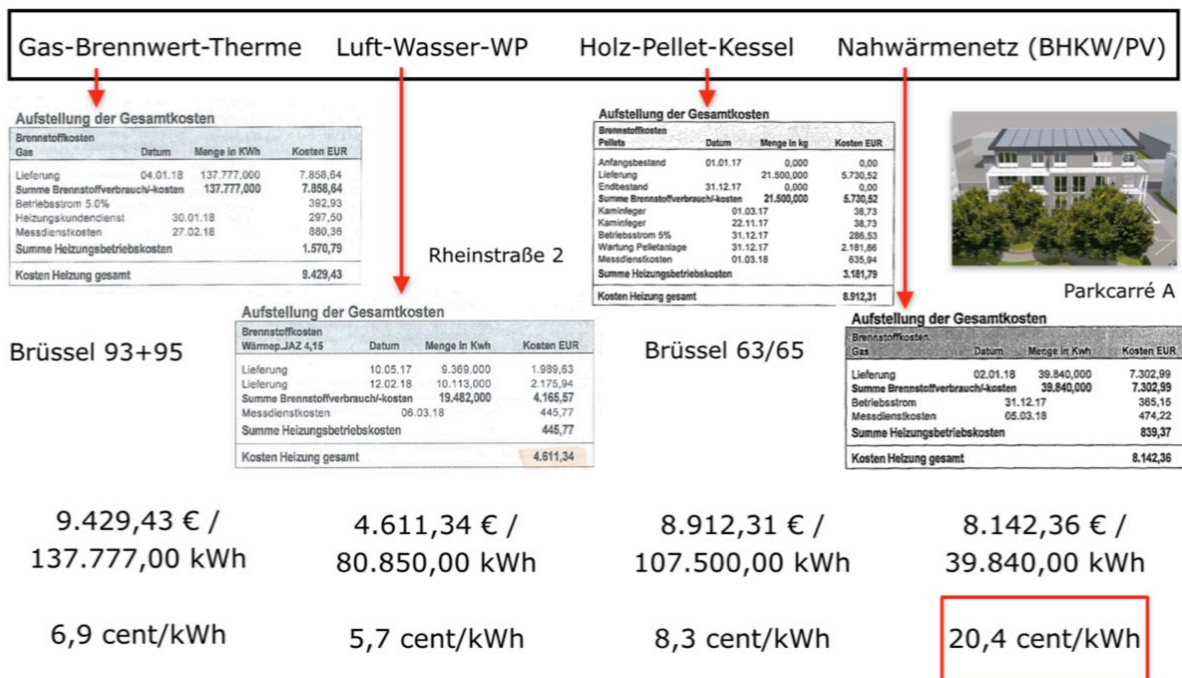 Gas-Brennwert-Therme Luft-Wasser-WP Holz-Pellet-Kessel Nahwärmenetz (BHKW/PV)
Aufstellung der Gesamtkosten
Brennstoffkosten
Gas Datum Menge in KWh Kosten EUR
Lieferung 04.01.18 137.777,000 7.858,64
Summe Brennstoffverbrauch/-kosten 137.777,000 7.858,64
Betriebsstrom 5.0% 392,93
Heizungskundendienst 30.01.18 297,50
Messdienstkosten 27.02.18 880,36
Summe Heizungsbetriebskosten 1.570,79
Kosten Heizung gesamt 9.429,43
Brüssel 93+95
Rheinstraße 2
Aufstellung der Gesamtkosten
Brennstoffkosten
Wärmep.JAZ 4,15 Datum Menge in Kwh Kosten EUR
Lieferung 10.05.17 9.369,000 1.989,63
Lieferung 12.02.18 10.113,000 2.175,94
Summe Brennstoffverbrauch/-kosten 19.482,000 4.165,57
Messdienstkosten 06.03.18 445,77
Summe Heizungsbetriebskosten 445,77
Kosten Heizung gesamt 4.611,34
Aufstellung der Gesamtkosten
Brennstoffkosten
Pellets Datum Menge in kg Kosten EUR
Anfangsbestand 01.01.17 0,000 0,00
Lieferung 21.500,000 5.730,52
Endbestand 31.12.17 0,000 0,00
Summe Brennstoffverbrauch/-kosten 21.500,000 5.730,52
Kaminfeger 01.03.17 38,73
Kaminfeger 22.11.17 38,73
Betriebsstrom 5% 31.12.17 286,53
Wartung Pelletanlage 31.12.17 2.181,86
Messdienstkosten 01.03.18 635,94
Summe Heizungsbetriebskosten 3.181,79
Kosten Heizung gesamt 8.912,31
Brüssel 63/65
Parkcarré A
Aufstellung der Gesamtkosten
Brennstoffkosten
Gas Datum Menge in Kwh Kosten EUR
Lieferung 02.01.18 39.840,000 7.302,99
Summe Brennstoffverbrauch/-kosten 39.840,000 7.302,99
Betriebsstrom 31.12.17 365,15
Messdienstkosten 05.03.18 474,22
Summe Heizungsbetriebskosten 839,37
Kosten Heizung gesamt 8.142,36
9.429,43 € /
137.777,00 kWh
4.611,34 € /
80.850,00 kWh
8.912,31 € /
107.500,00 kWh
8.142,36 € /
39.840,00 kWh
6,9 cent/kWh 5,7 cent/kWh 8,3 cent/kWh 20,4 cent/kWh